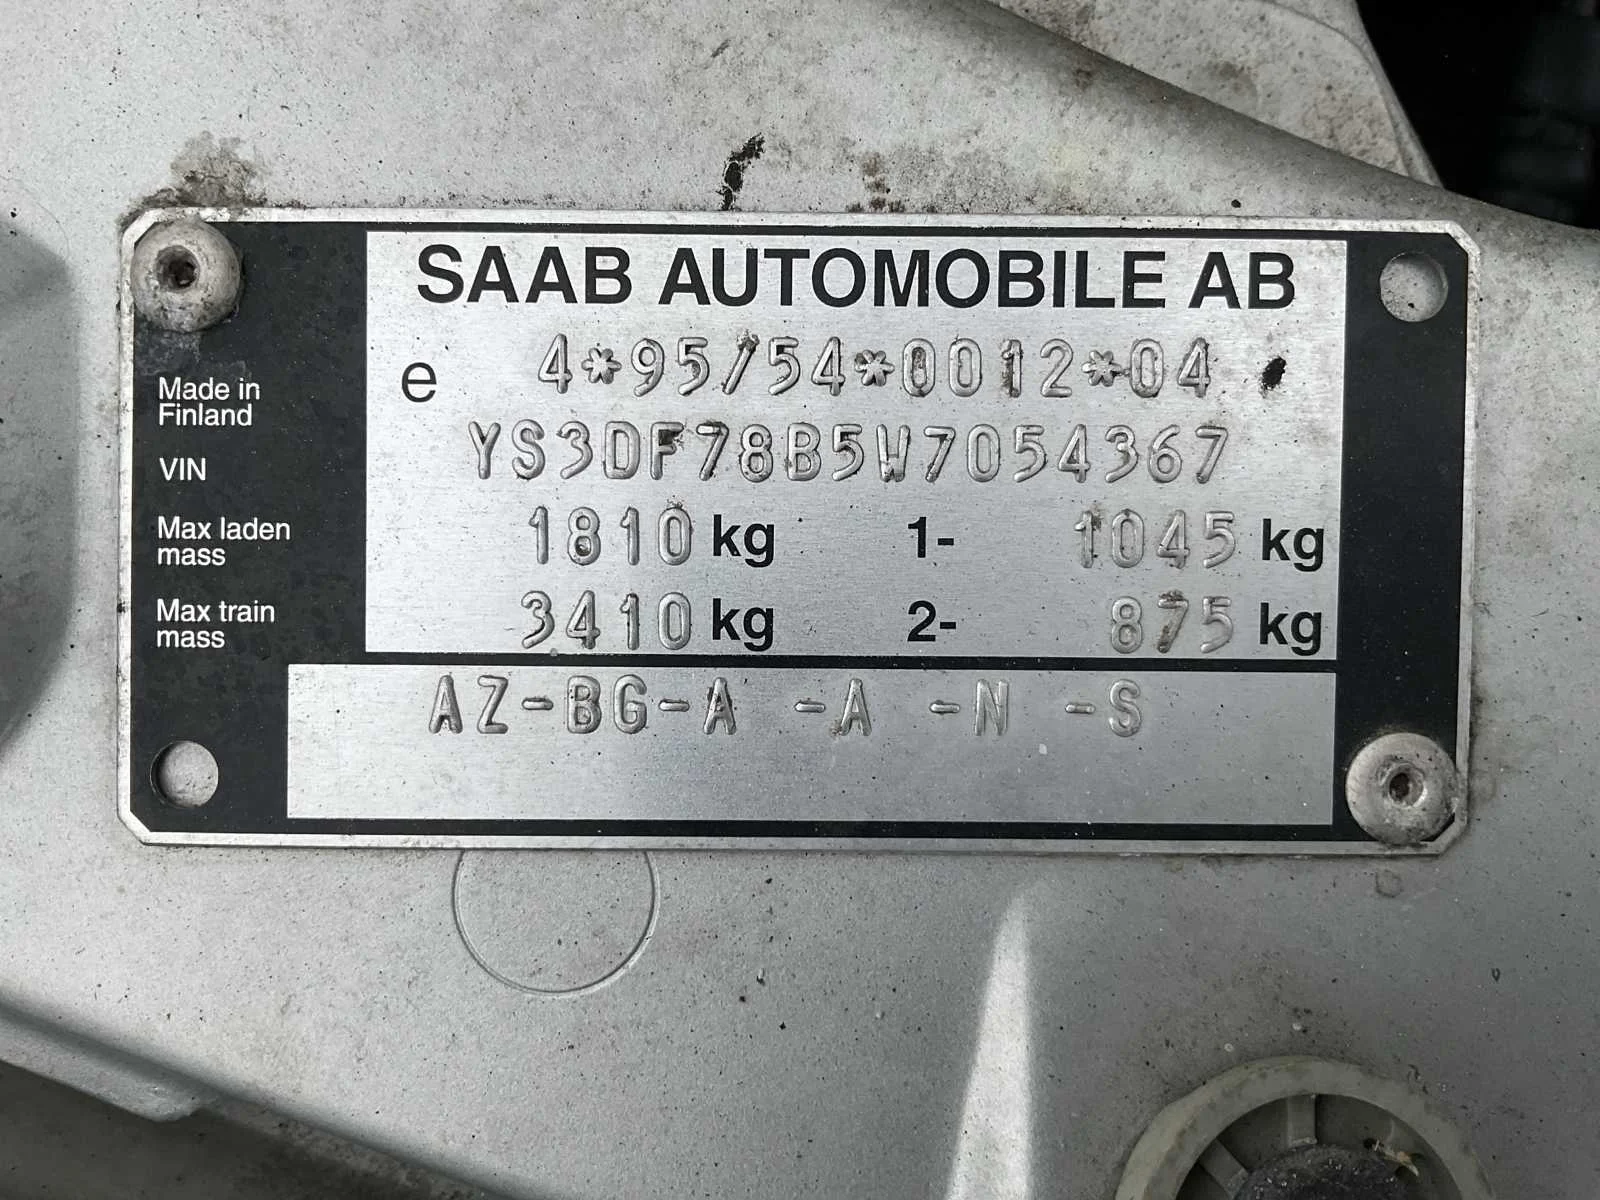 SAAB AUTOMOBILE AB
e 4*95/54*0012*04
Made in
Finland
VIN YS3DF78B5W7054367
Max laden
mass 1810 kg 1- 1045 kg
Max train
mass 3410 kg 2- 875 kg
AZ-BG-A -A -N -S